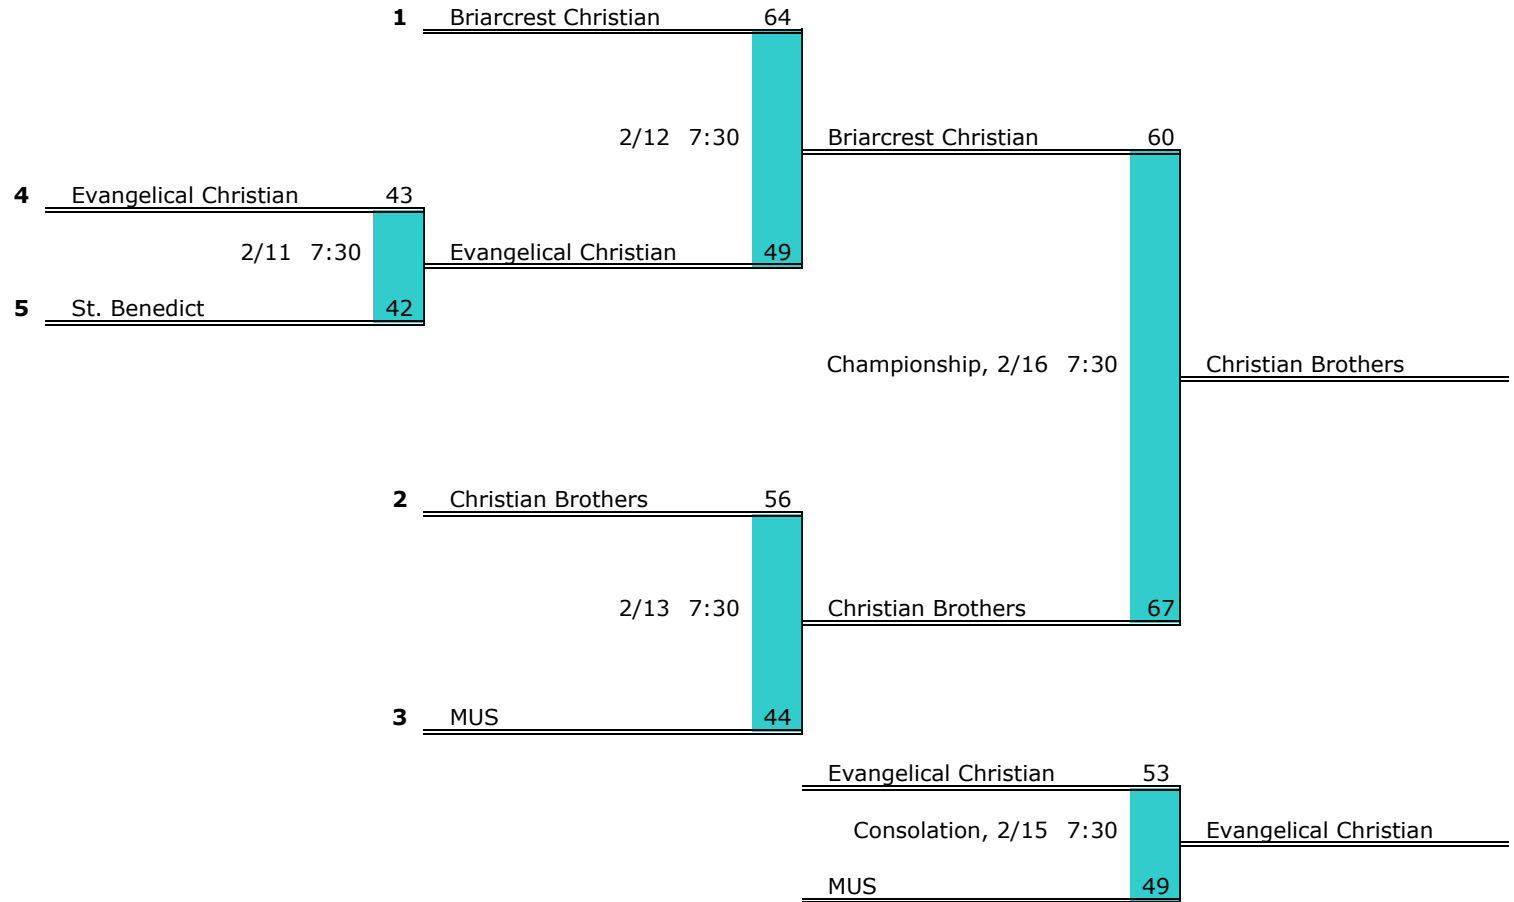 1 Briarcrest Christian 64
2/12 7:30 Briarcrest Christian 60
4 Evangelical Christian 43
2/11 7:30 Evangelical Christian 49
5 St. Benedict 42
Championship, 2/16 7:30 Christian Brothers
2 Christian Brothers 56
2/13 7:30 Christian Brothers 67
3 MUS 44
Evangelical Christian 53
Consolation, 2/15 7:30 Evangelical Christian
MUS 49